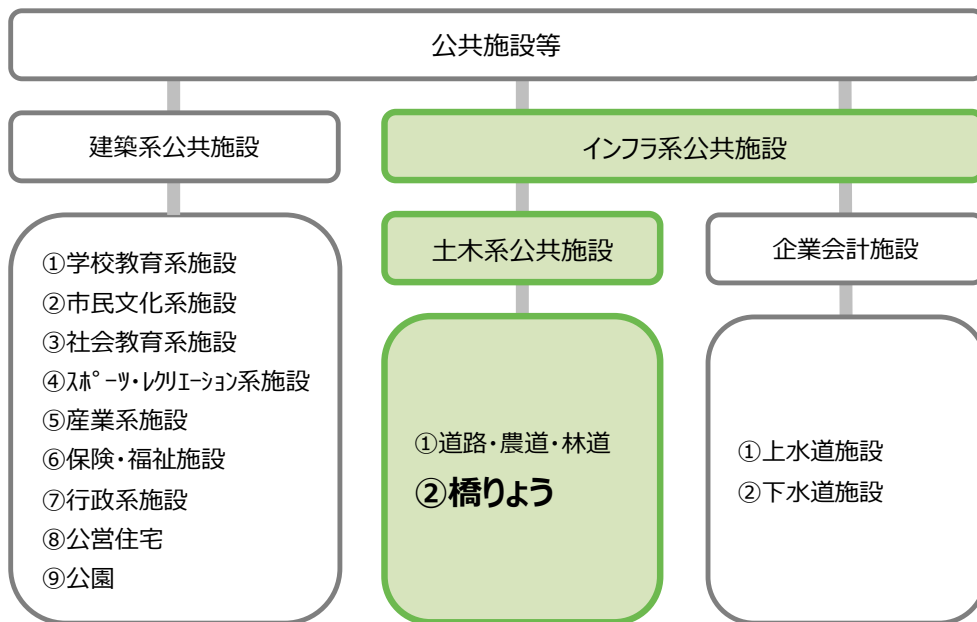 公共施設等
建築系公共施設
インフラ系公共施設
土木系公共施設
企業会計施設
①学校教育系施設
②市民文化系施設
③社会教育系施設
④ｽﾎﾟｰﾂ・ﾚｸﾘｴｰｼｮﾝ系施設
⑤産業系施設
⑥保険・福祉施設
⑦行政系施設
⑧公営住宅
⑨公園
①道路・農道・林道
②橋りょう
①上水道施設
②下水道施設